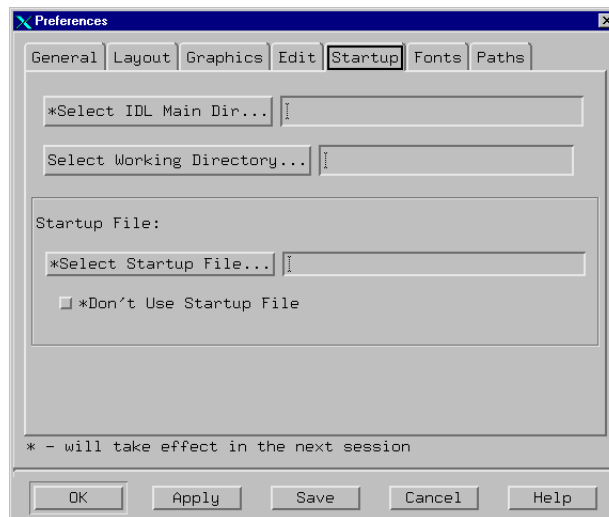 Preferences
General Layout Graphics Edit Startup Fonts Paths
*Select IDL Main Dir...
Select Working Directory...
Startup File:
*Select Startup File...
*Don't Use Startup File
* - will take effect in the next session
OK Apply Save Cancel Help